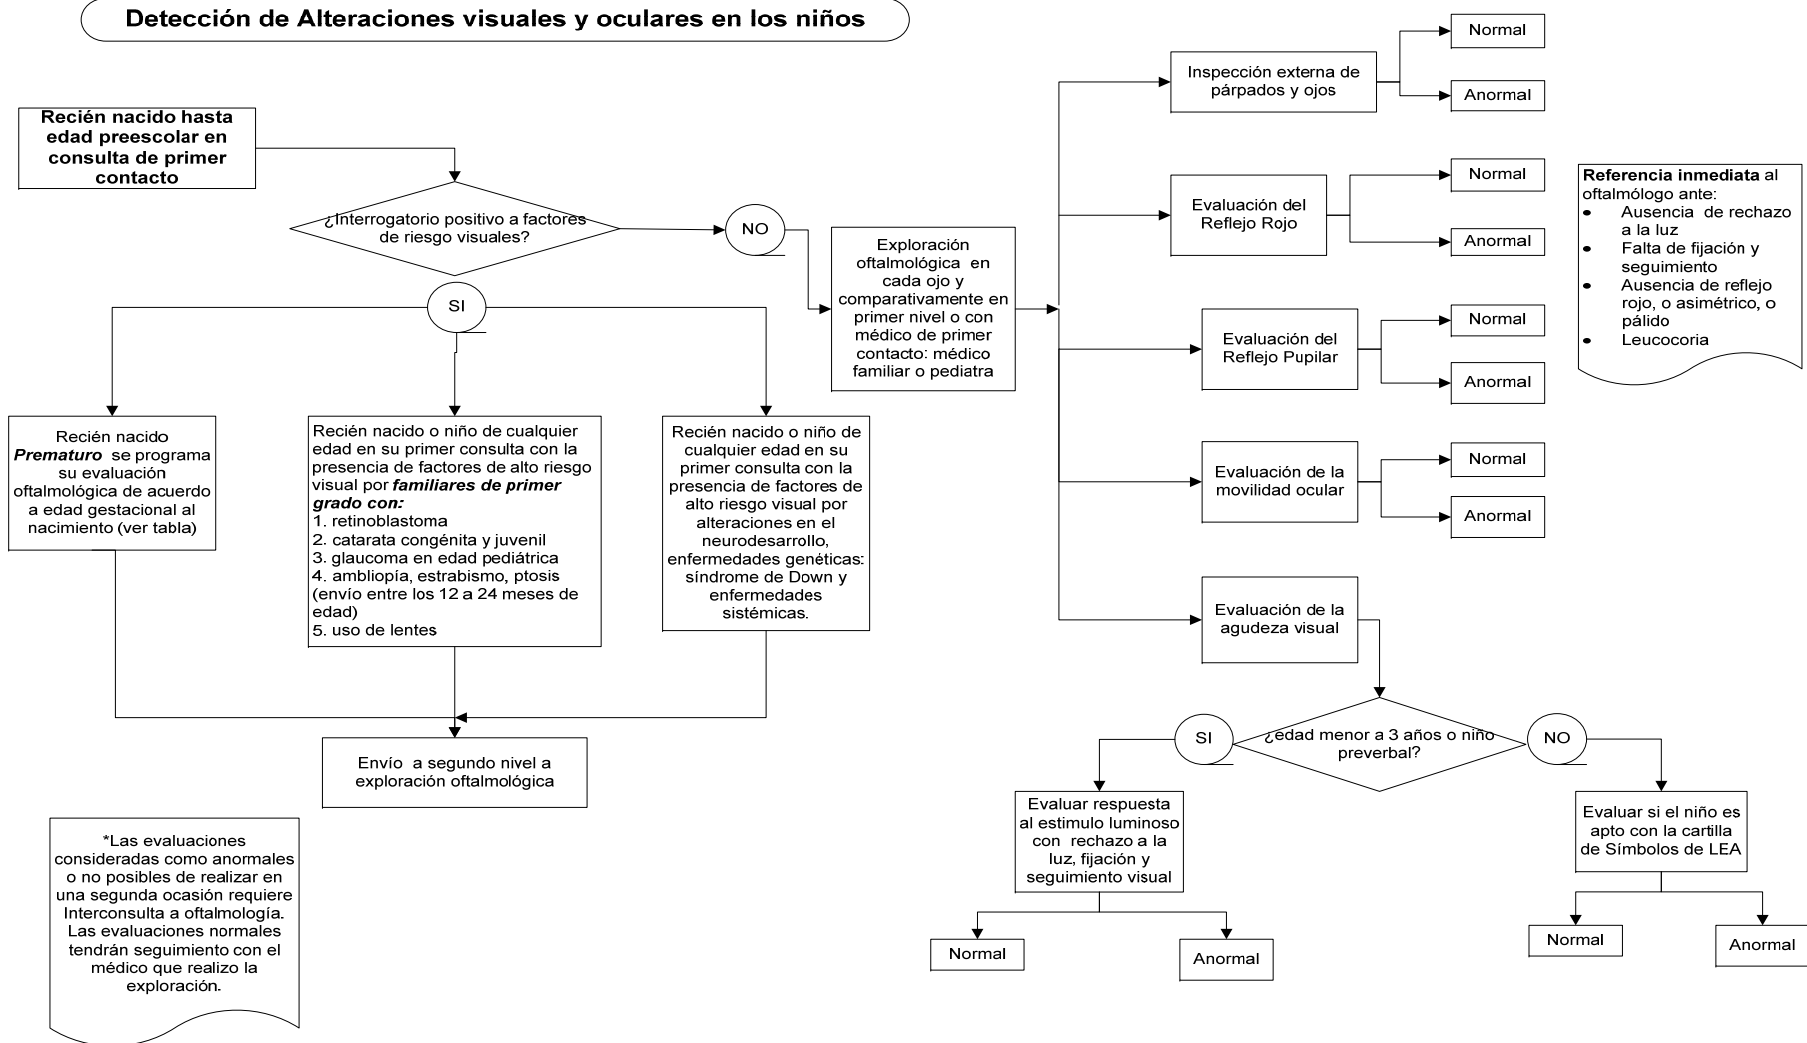 Detección de Alteraciones visuales y oculares en los niños
Recién nacido hasta
edad preescolar en
consulta de primer
contacto
¿Interrogatorio positivo a factores
de riesgo visuales?
NO
SI
Recién nacido
Prematuro se programa
su evaluación
oftalmológica de acuerdo
a edad gestacional al
nacimiento (ver tabla)
Recién nacido o niño de cualquier
edad en su primer consulta con la
presencia de factores de alto riesgo
visual por familiares de primer
grado con:
1. retinoblastoma
2. catarata congénita y juvenil
3. glaucoma en edad pediátrica
4. ambliopía, estrabismo, ptosis
(envío entre los 12 a 24 meses de
edad)
5. uso de lentes
Recién nacido o niño de
cualquier edad en su
primer consulta con la
presencia de factores de
alto riesgo visual por
alteraciones en el
neurodesarrollo,
enfermedades genéticas:
síndrome de Down y
enfermedades
sistémicas.
Envío a segundo nivel a
exploración oftalmológica
*Las evaluaciones
consideradas como anormales
o no posibles de realizar en
una segunda ocasión requiere
Interconsulta a oftalmología.
Las evaluaciones normales
tendrán seguimiento con el
médico que realizo la
exploración.
Exploración
oftalmológica en
cada ojo y
comparativamente en
primer nivel o con
médico de primer
contacto: médico
familiar o pediatra
Inspección externa de
párpados y ojos
Normal
Anormal
Evaluación del
Reflejo Rojo
Normal
Anormal
Evaluación del
Reflejo Pupilar
Normal
Anormal
Evaluación de la
movilidad ocular
Normal
Anormal
Evaluación de la
agudeza visual
¿edad menor a 3 años o niño
preverbal?
SI
NO
Evaluar respuesta
al estimulo luminoso
con rechazo a la
luz, fijación y
seguimiento visual
Normal
Anormal
Evaluar si el niño es
apto con la cartilla
de Símbolos de LEA
Normal
Anormal
Referencia inmediata al
oftalmólogo ante:
• Ausencia de rechazo
a la luz
• Falta de fijación y
seguimiento
• Ausencia de reflejo
rojo, o asimétrico, o
pálido
• Leucocoria